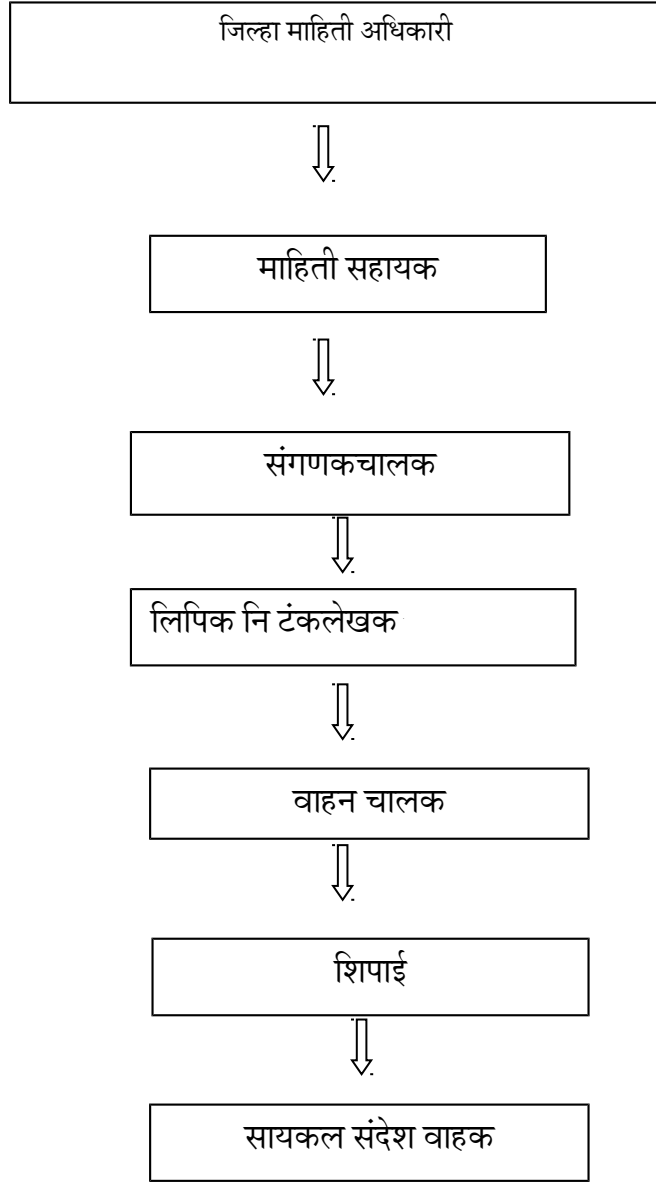 जिल्हा माहिती अधिकारी
माहिती सहायक
संगणकचालक
लिपिक नि टंकलेखक
वाहन चालक
शिपाई
सायकल संदेश वाहक